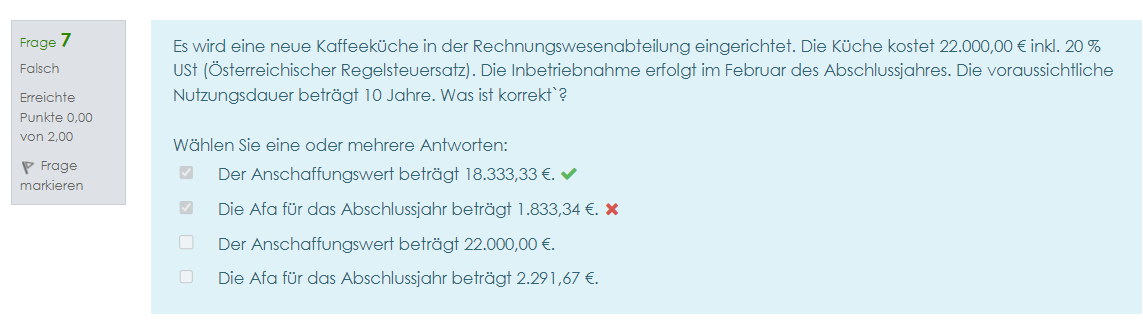 Frage 7
Falsch
Erreichte
Punkte 0,00
von 2,00
Frage
markieren
Es wird eine neue Kaffeeküche in der Rechnungswesenabteilung eingerichtet. Die Küche kostet 22.000,00 € inkl. 20 %
USt (Österreichischer Regelsteuersatz). Die Inbetriebnahme erfolgt im Februar des Abschlussjahres. Die voraussichtliche
Nutzungsdauer beträgt 10 Jahre. Was ist korrekt`?
Wählen Sie eine oder mehrere Antworten:
Der Anschaffungswert beträgt 18.333,33 €.
Die Afa für das Abschlussjahr beträgt 1.833,34 €.
Der Anschaffungswert beträgt 22.000,00 €.
Die Afa für das Abschlussjahr beträgt 2.291,67 €.